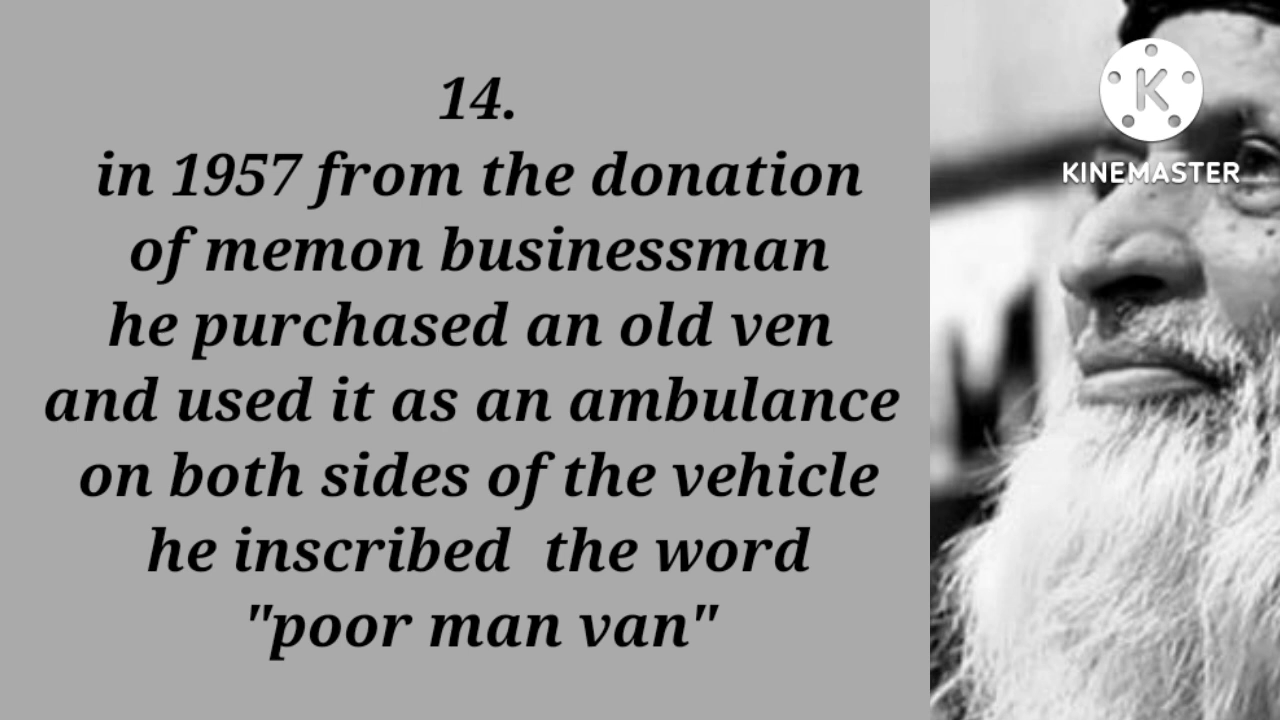 14.
in 1957 from the donation
of memon businessman
he purchased an old ven
and used it as an ambulance
on both sides of the vehicle
he inscribed  the word
"poor man van"
K
KINEMASTER